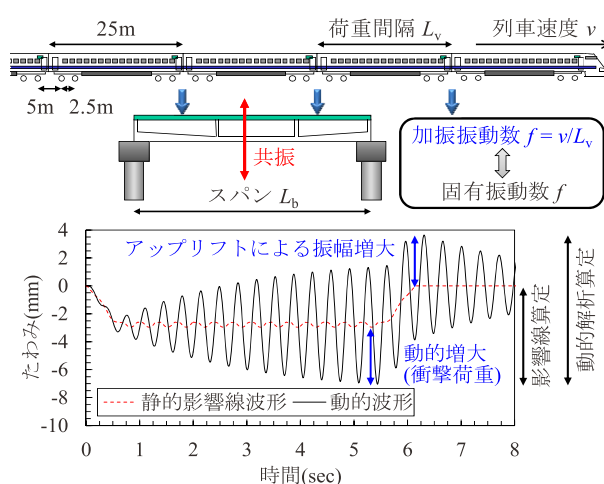 25m
荷重間隔 Lv
列車速度 v
5m
2.5m
共振
スパン Lb
加振振動数 f = v/Lv
固有振動数 f
たわみ(mm)
4
2
0
-2
-4
-6
-8
-10
アップリフトによる振幅増大
動的増大
(衝撃荷重)
静的影響線波形
動的波形
影響線算定
動的解析算定
0 1 2 3 4 5 6 7 8
時間(sec)